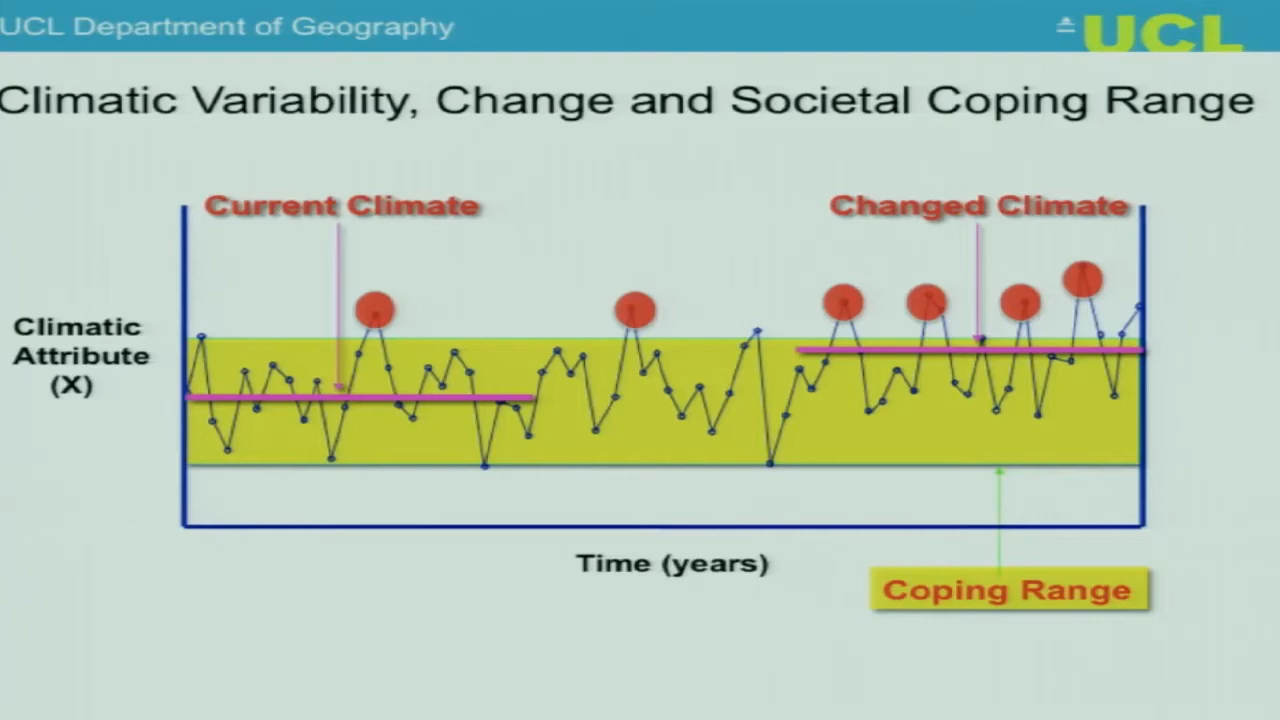 UCL Department of Geography
UCL
Climatic Variability, Change and Societal Coping Range
Current Climate
Changed Climate
Climatic
Attribute
(X)
Time (years)
Coping Range